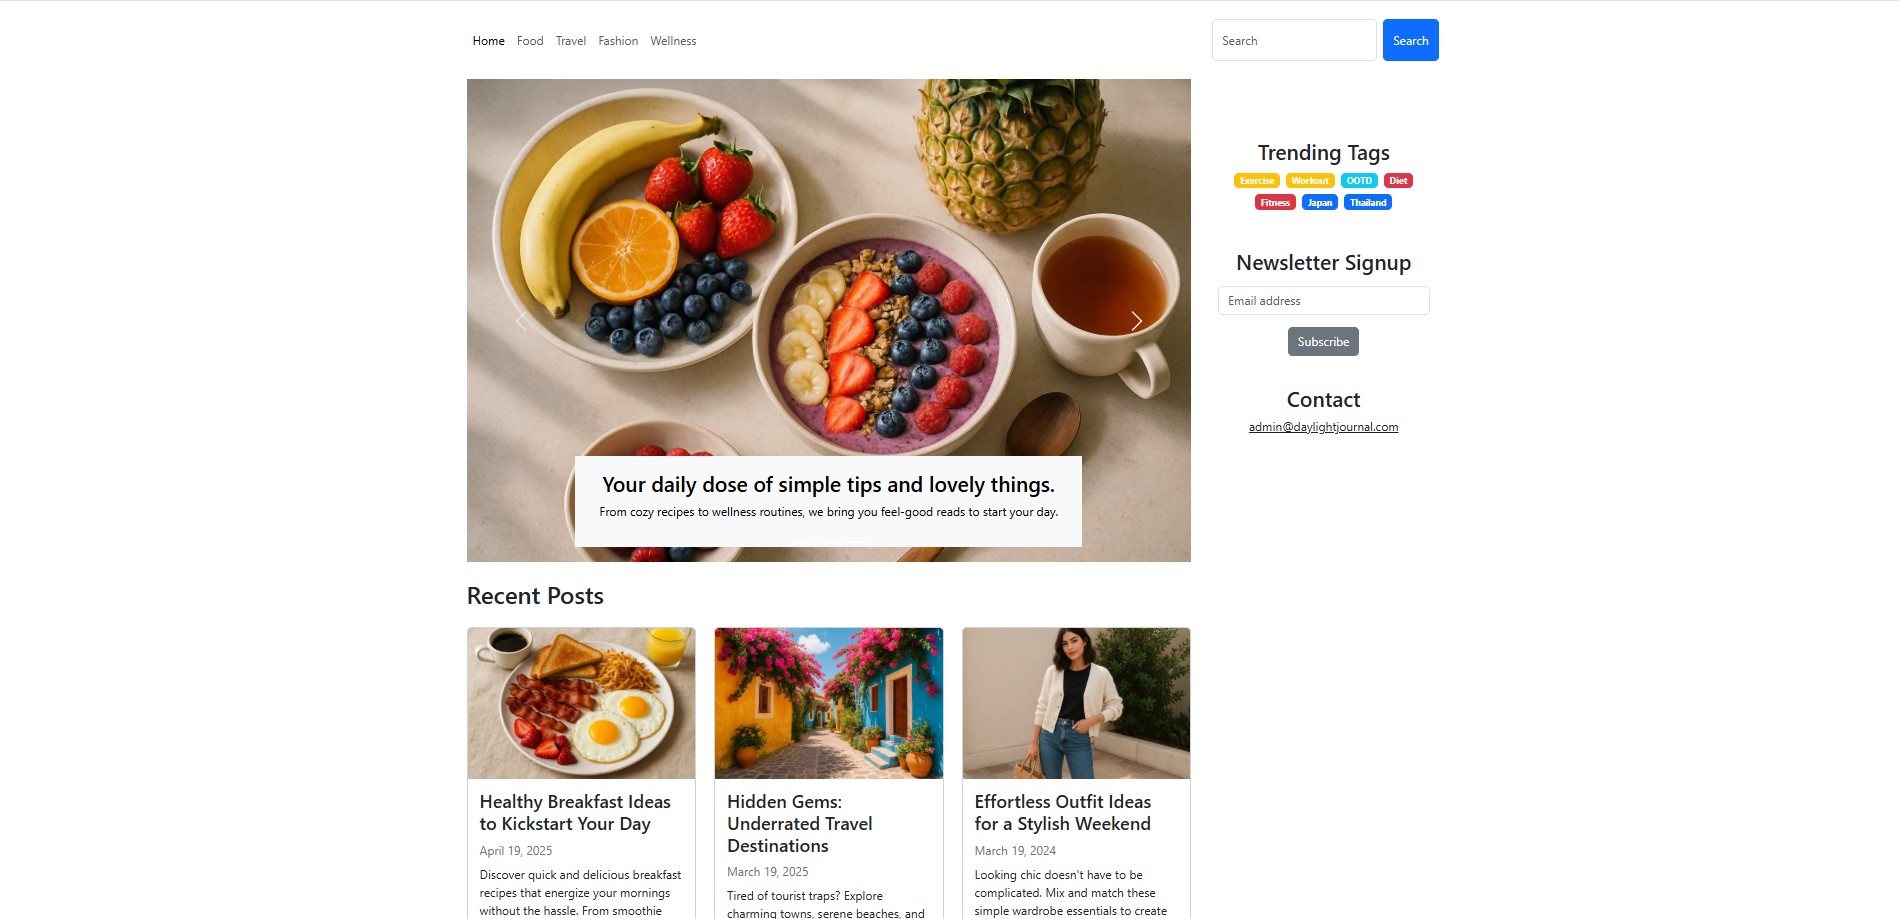 Home Food Travel Fashion Wellness
Search
Search
Trending Tags
Exercise Workout OOTD Diet
Fitness Japan Thailand
Newsletter Signup
Email address
Subscribe
Contact
admin@daylightjournal.com
Your daily dose of simple tips and lovely things.
From cozy recipes to wellness routines, we bring you feel-good reads to start your day.
Recent Posts
Healthy Breakfast Ideas
to Kickstart Your Day
April 19, 2025
Discover quick and delicious breakfast
recipes that energize your mornings
without the hassle. From smoothie
Hidden Gems:
Underrated Travel
Destinations
March 19, 2025
Tired of tourist traps? Explore
charming towns, serene beaches, and
Effortless Outfit Ideas
for a Stylish Weekend
March 19, 2024
Looking chic doesn't have to be
complicated. Mix and match these
simple wardrobe essentials to create